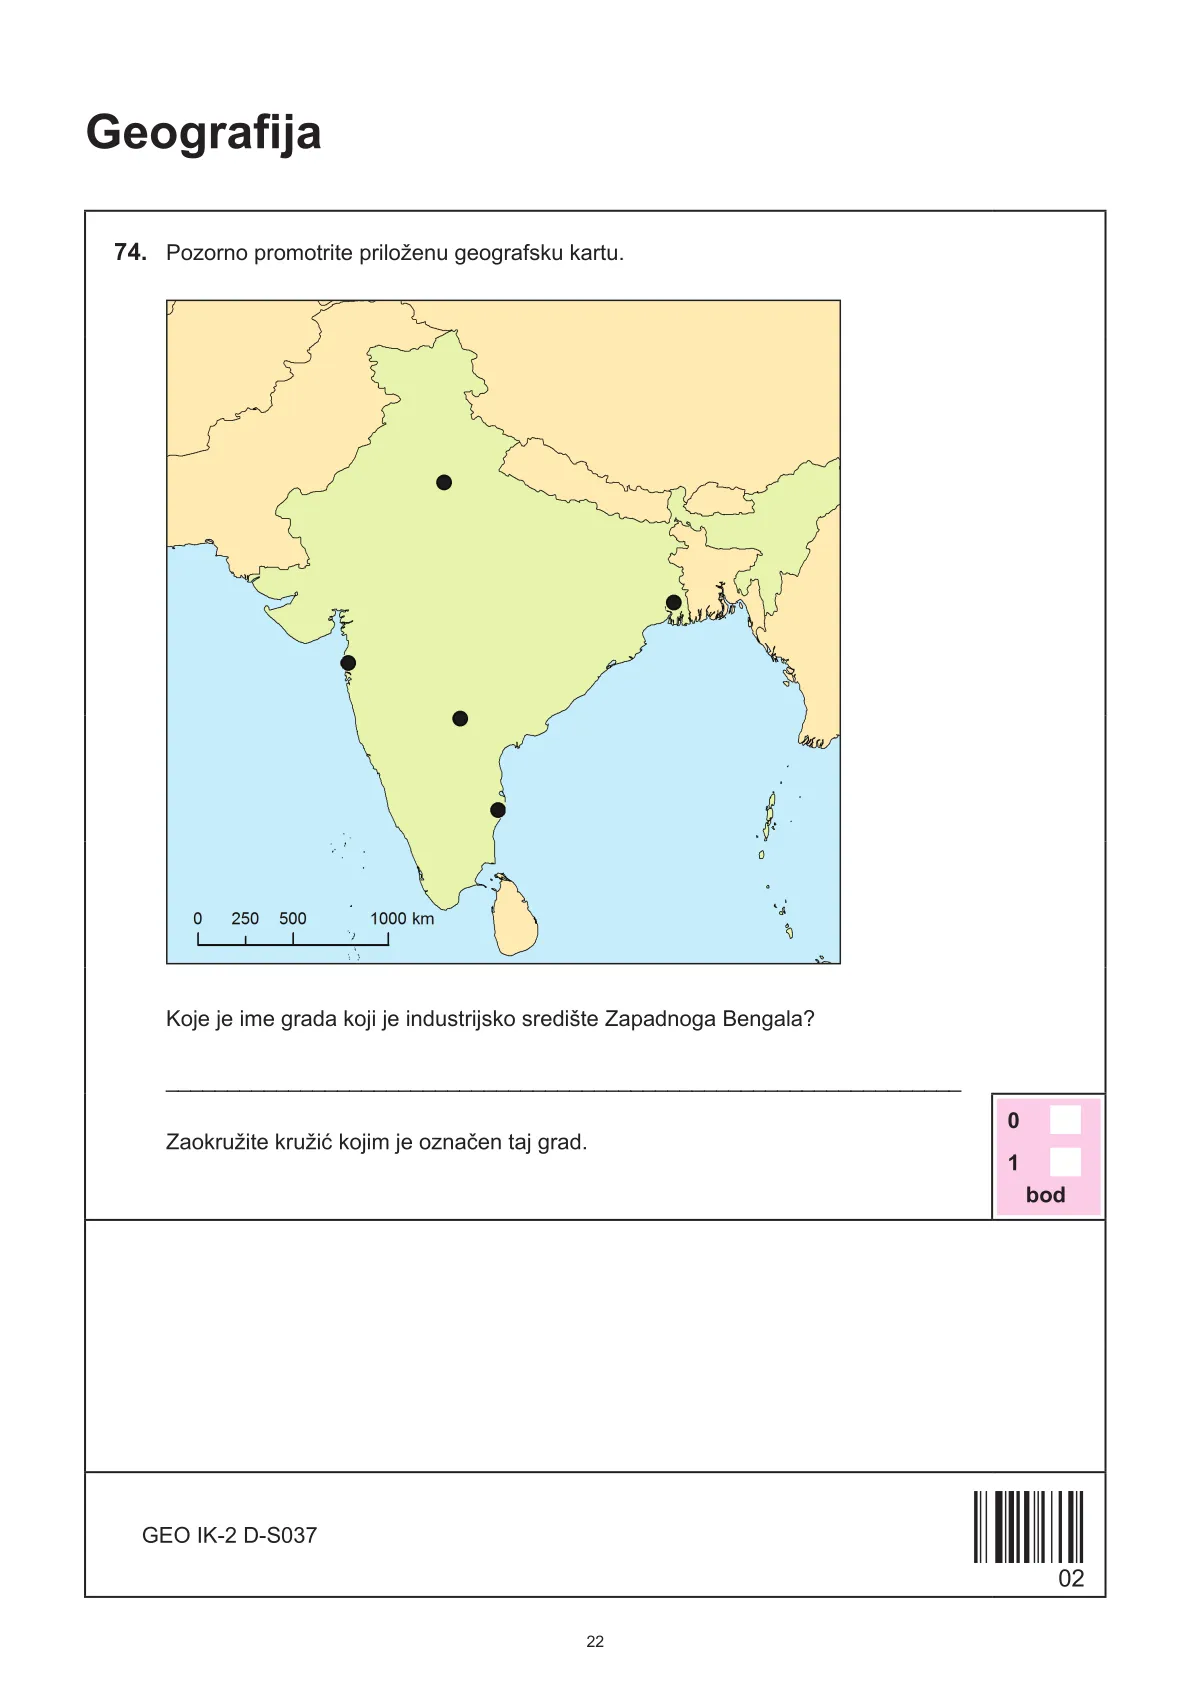 Geografija
74. Pozorno promotrite priloženu geografsku kartu.
0 250 500 1000 km
Koje je ime grada koji je industrijsko središte Zapadnoga Bengala?
Zaokružite kružić kojim je označen taj grad.
0
1
bod
GEO IK-2 D-S037
02
22